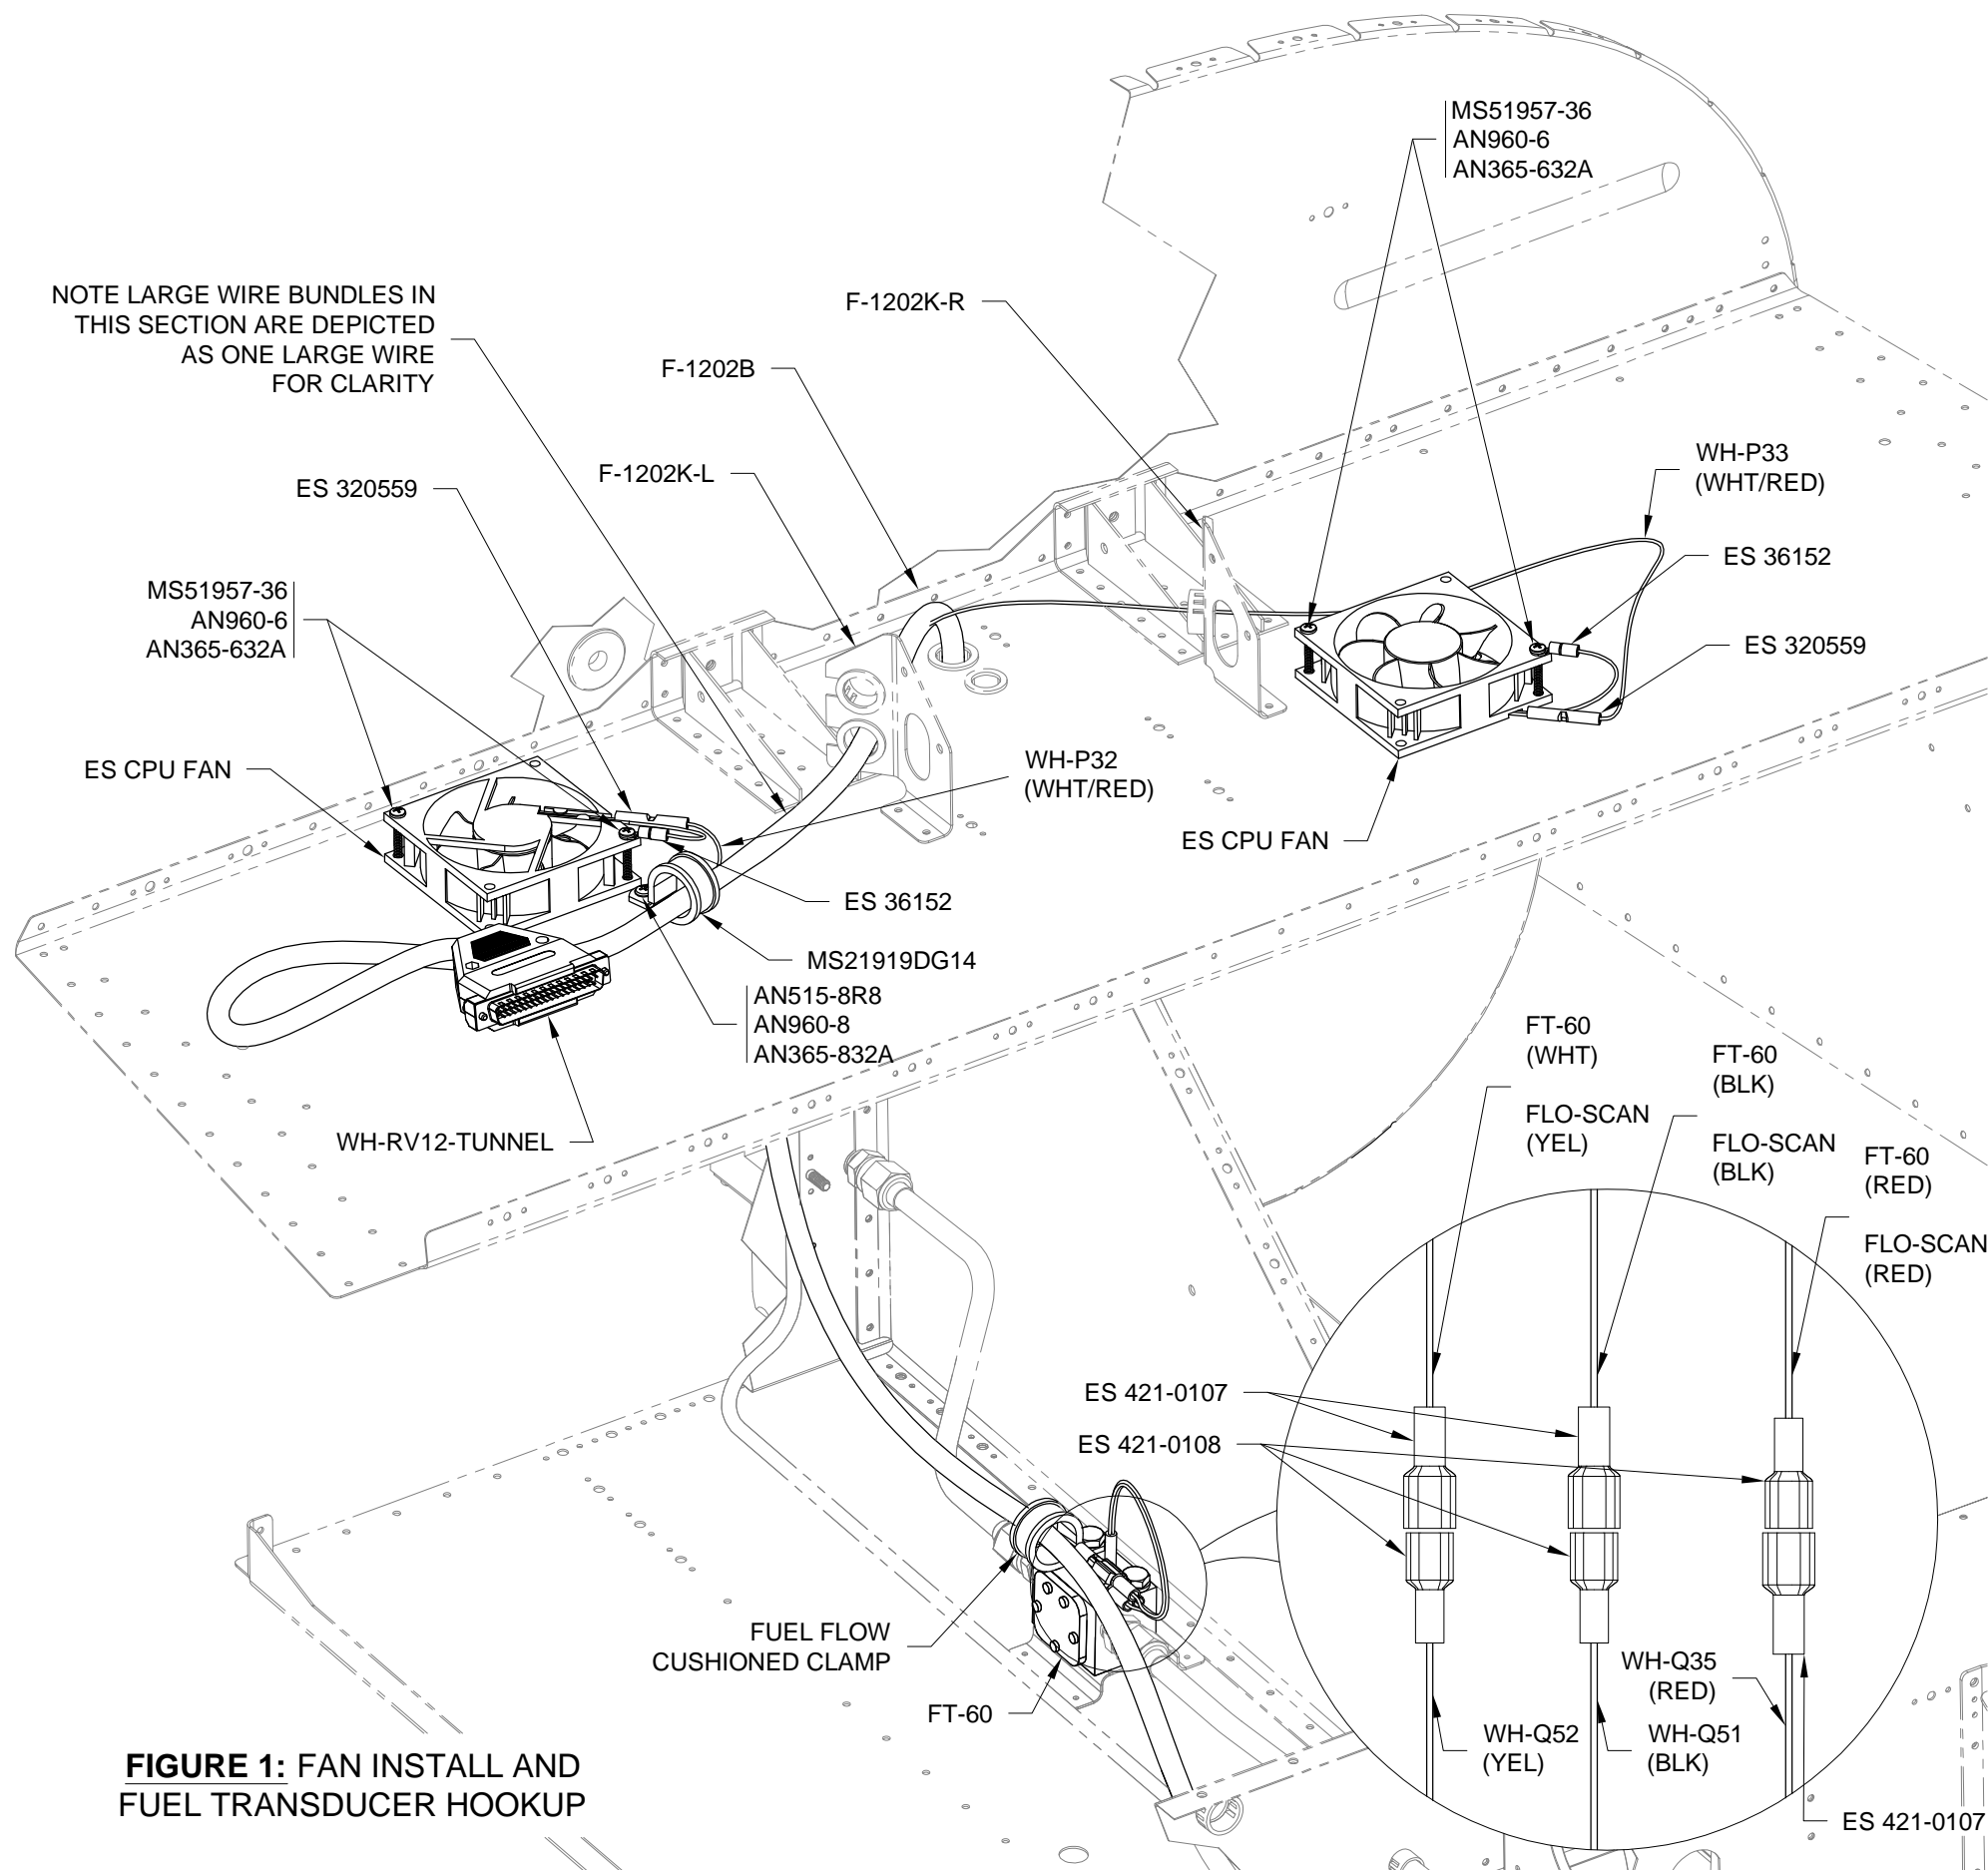 MS51957-36
AN960-6
AN365-632A
NOTE LARGE WIRE BUNDLES IN
THIS SECTION ARE DEPICTED
AS ONE LARGE WIRE
FOR CLARITY
F-1202K-R
F-1202B
F-1202K-L
ES 320559
WH-P33
(WHT/RED)
ES 36152
ES 320559
MS51957-36
AN960-6
AN365-632A
ES CPU FAN
WH-P32
(WHT/RED)
ES CPU FAN
ES 36152
MS21919DG14
AN515-8R8
AN960-8
AN365-832A
WH-RV12-TUNNEL
FT-60
(WHT)
FLO-SCAN
(YEL)
FT-60
(BLK)
FLO-SCAN
(BLK)
FT-60
(RED)
FLO-SCAN
(RED)
ES 421-0107
ES 421-0108
FUEL FLOW
CUSHIONED CLAMP
FT-60
WH-Q35
(RED)
WH-Q52
(YEL)
WH-Q51
(BLK)
ES 421-0107
FIGURE 1: FAN INSTALL AND
FUEL TRANSDUCER HOOKUP